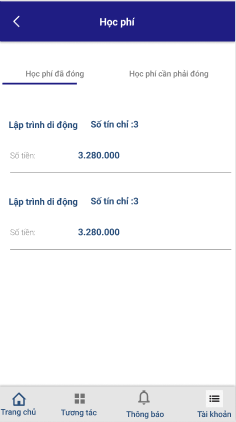 Học phí
Học phí đã đóng Học phí cần phải đóng
Lập trình di động Số tín chỉ :3
Số tiền: 3.280.000
Lập trình di động Số tín chỉ :3
Số tiền: 3.280.000
Trang chủ Tương tác Thông báo Tài khoản